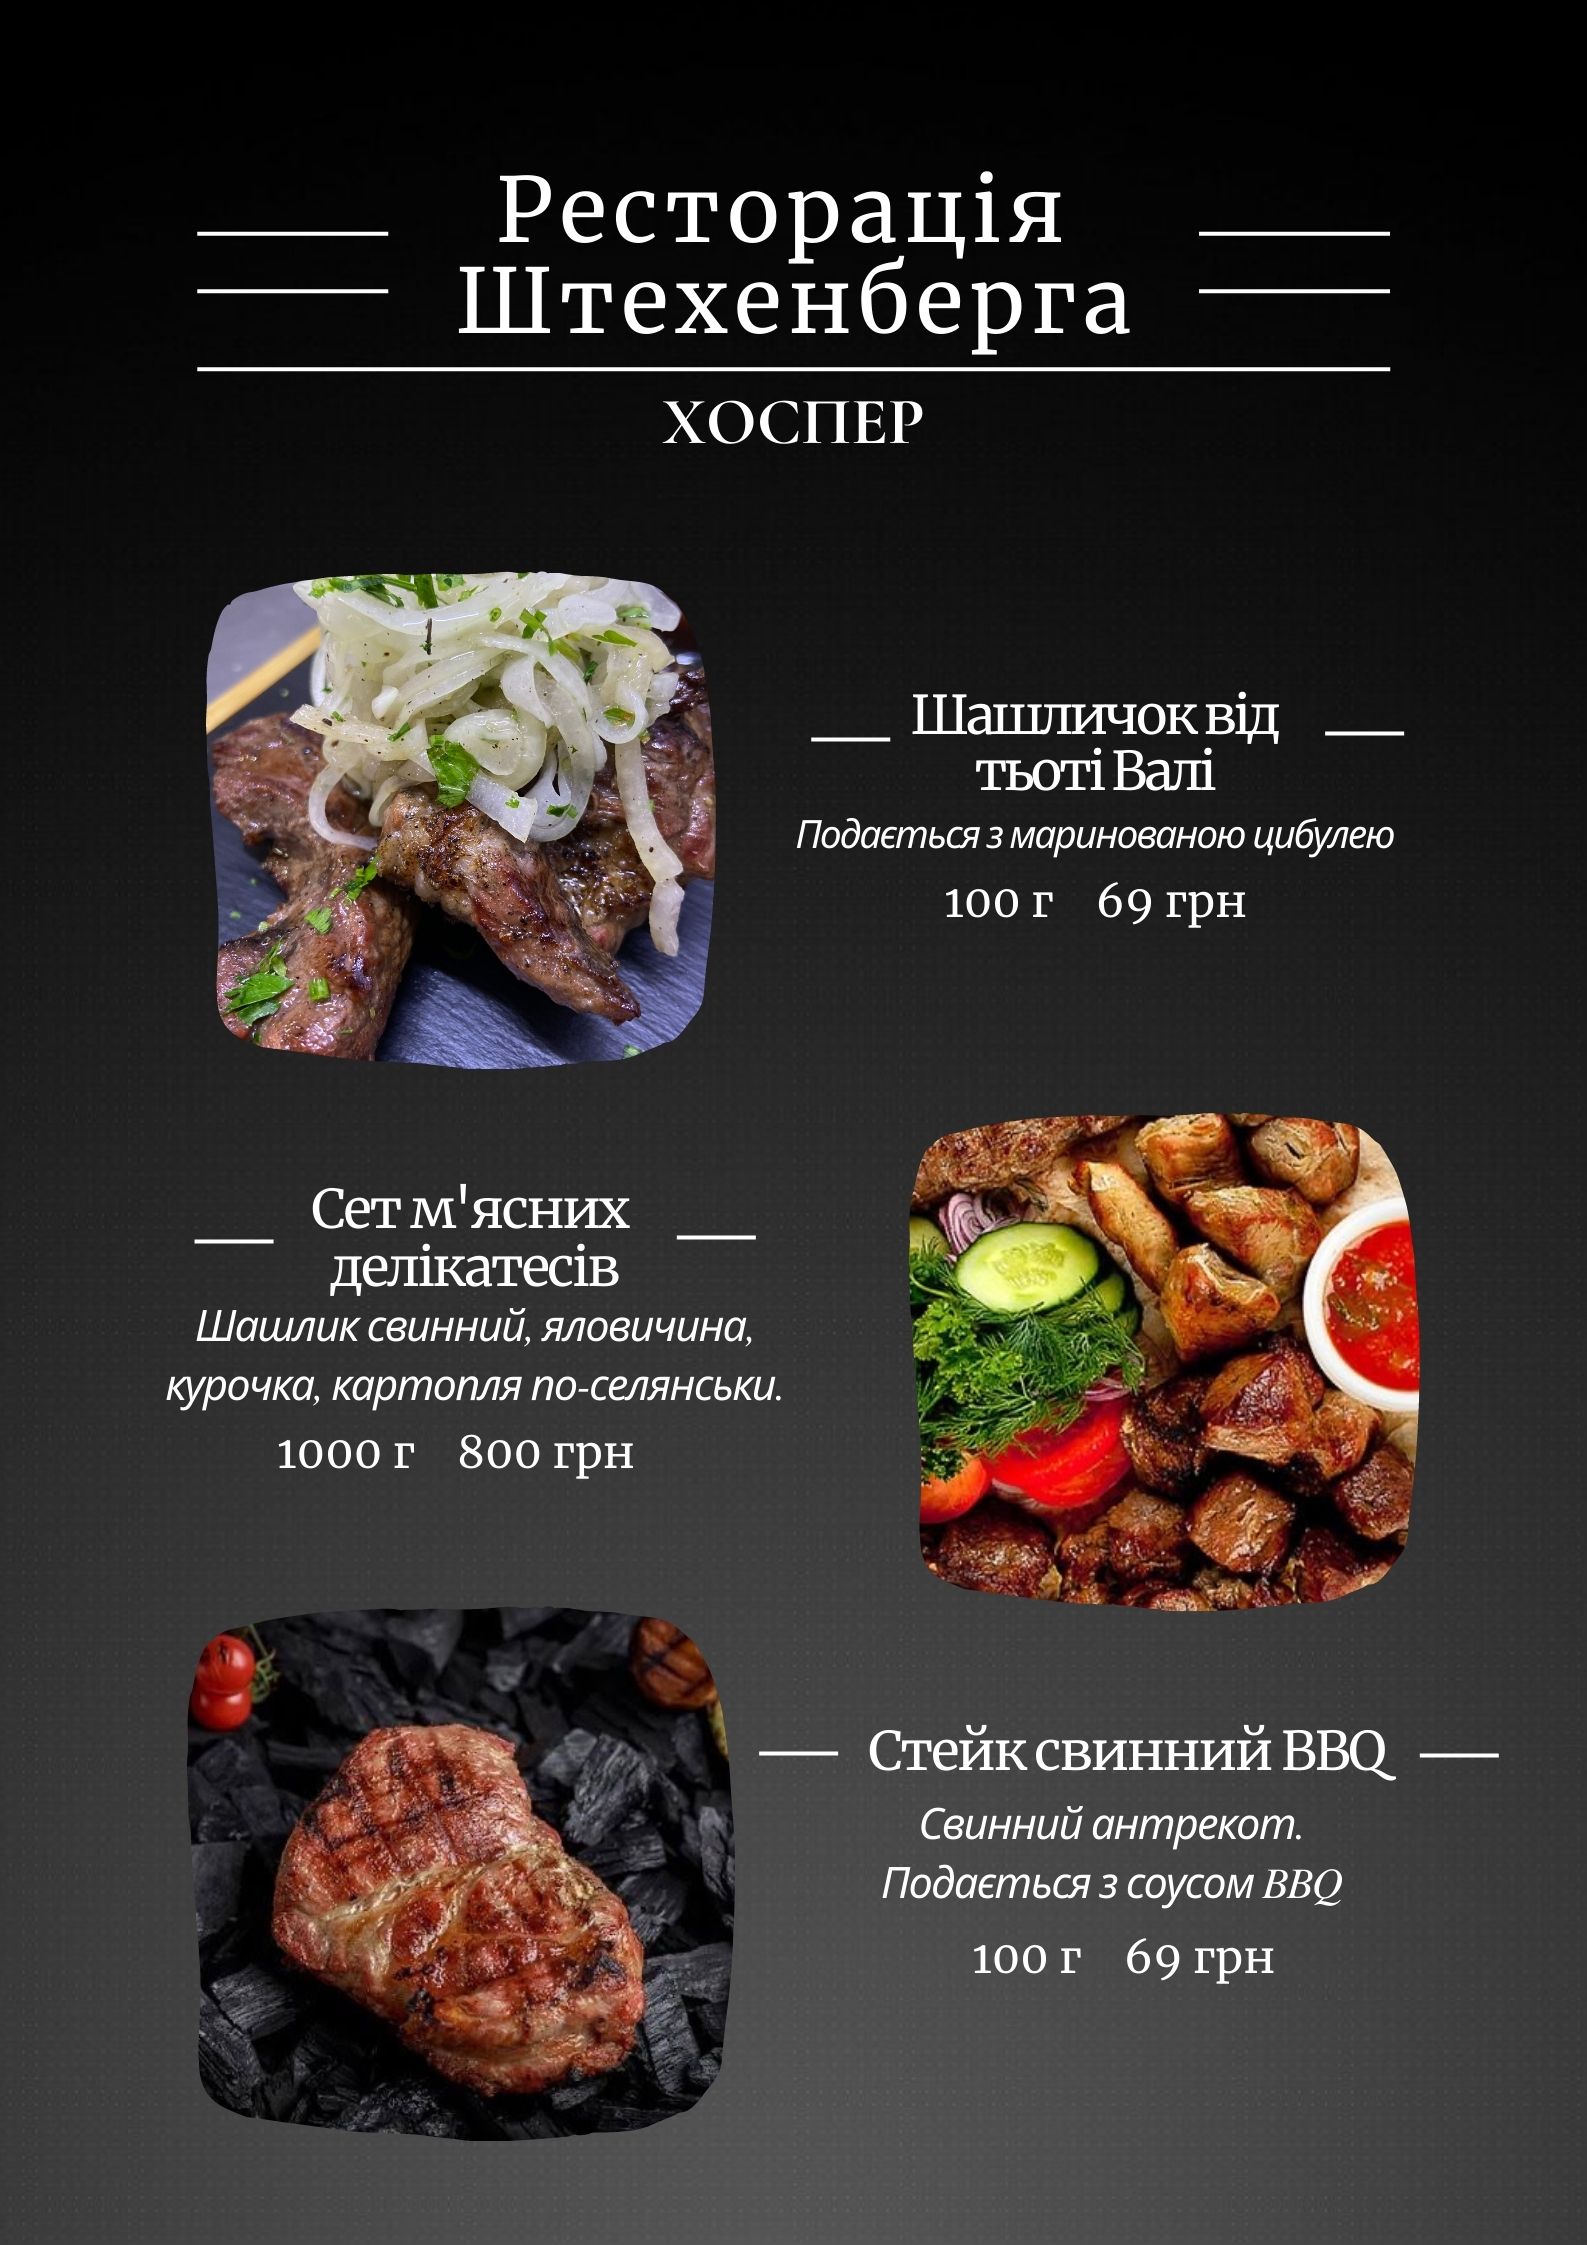 Ресторація
Штехенберга
ХОСПЕР
Шашличок від
тьоті Валі
Подається з маринованою цибулею
100 г 69 грн
Сет м'ясних
делікатесів
Шашлик свинний, яловичина,
курочка, картопля по-селянськи.
1000 г 800 грн
Стейк свинний BBQ
Свинний антрекот.
Подається з соусом BBQ
100 г 69 грн